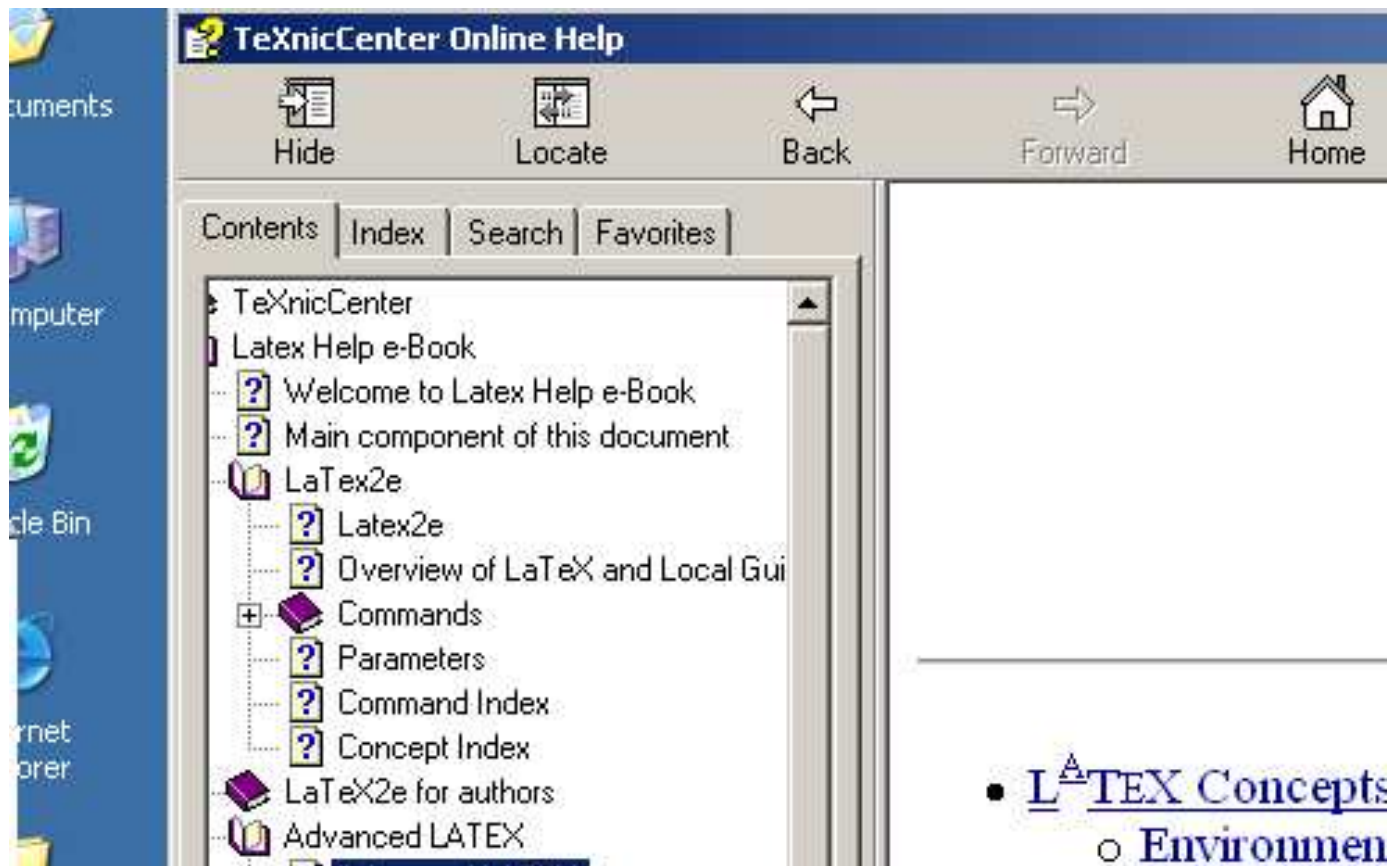 TeXnicCenter Online Help
Hide Locate Back Forward Home
Contents Index Search Favorites
TeXnicCenter
Latex Help e-Book
Welcome to Latex Help e-Book
Main component of this document
LaTex2e
Latex2e
Overview of LaTeX and Local Gui
Commands
Parameters
Command Index
Concept Index
LaTeX2e for authors
Advanced LATEX
cuments
mputer
cle Bin
rnet
orer
LATEX Concepts
Environmen